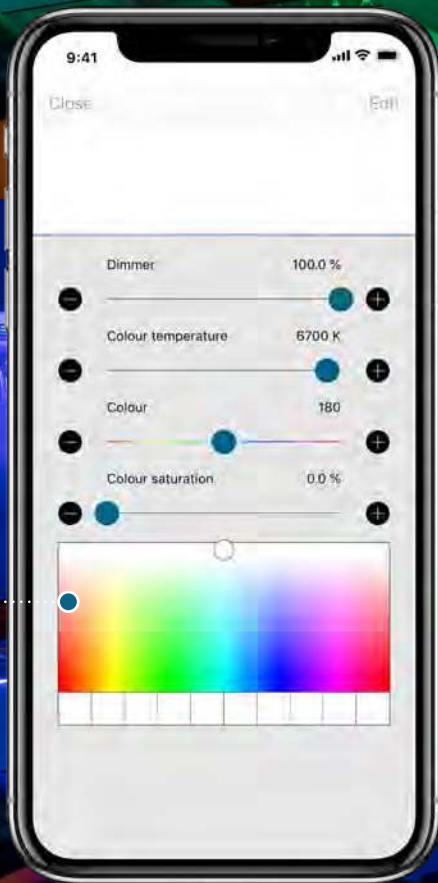 9:41
Close
Edit
Dimmer 100.0 %
Colour temperature 6700 K
Colour 180
Colour saturation 0.0 %